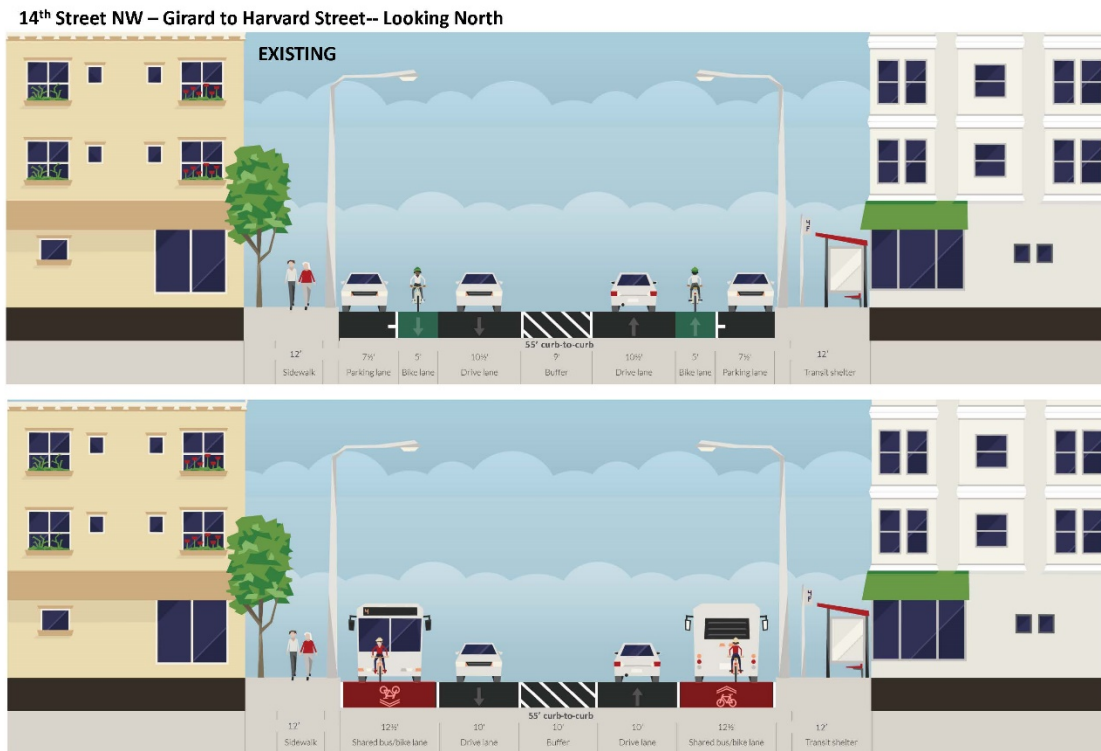 14th Street NW – Girard to Harvard Street-- Looking North
EXISTING
55' curb-to-curb
12' 7½' 5' 10½' 9' 10½' 5' 7½' 12'
Sidewalk Parking lane Bike lane Drive lane Buffer Drive lane Bike lane Parking lane Transit shelter
4
55' curb-to-curb
12' 12½' 10' 10' 10' 12½ 12'
Sidewalk Shared bus/bike lane Drive lane Buffer Drive lane Shared bus/bike lane Transit shelter